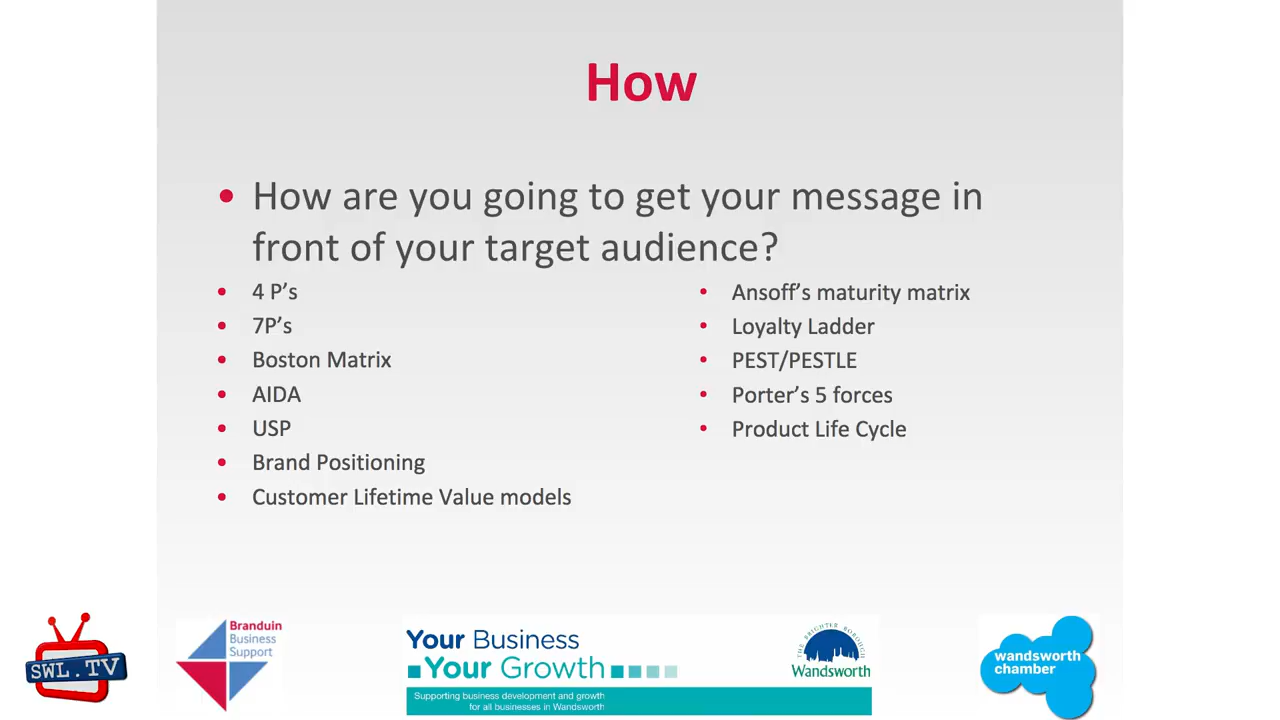 How
• How are you going to get your message in
front of your target audience?
• 4 P’s
• 7P’s
• Boston Matrix
• AIDA
• USP
• Brand Positioning
• Customer Lifetime Value models
• Ansoff’s maturity matrix
• Loyalty Ladder
• PEST/PESTLE
• Porter’s 5 forces
• Product Life Cycle
SWL.TV
Branduin
Business
Support
Your Business
Your Growth
Supporting business development and growth
for all businesses in Wandsworth
THE BRIGHTER BOROUGH
Wandsworth
wandsworth
chamber